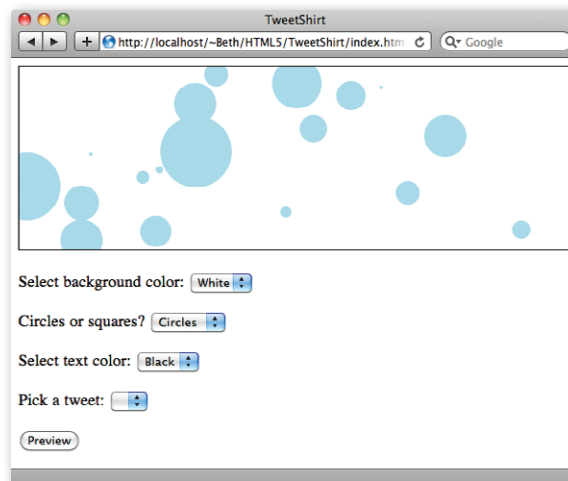 TweetShirt
http://localhost/~Beth/HTML5/TweetShirt/index.htm
Google
Select background color: White
Circles or squares? Circles
Select text color: Black
Pick a tweet:
Preview